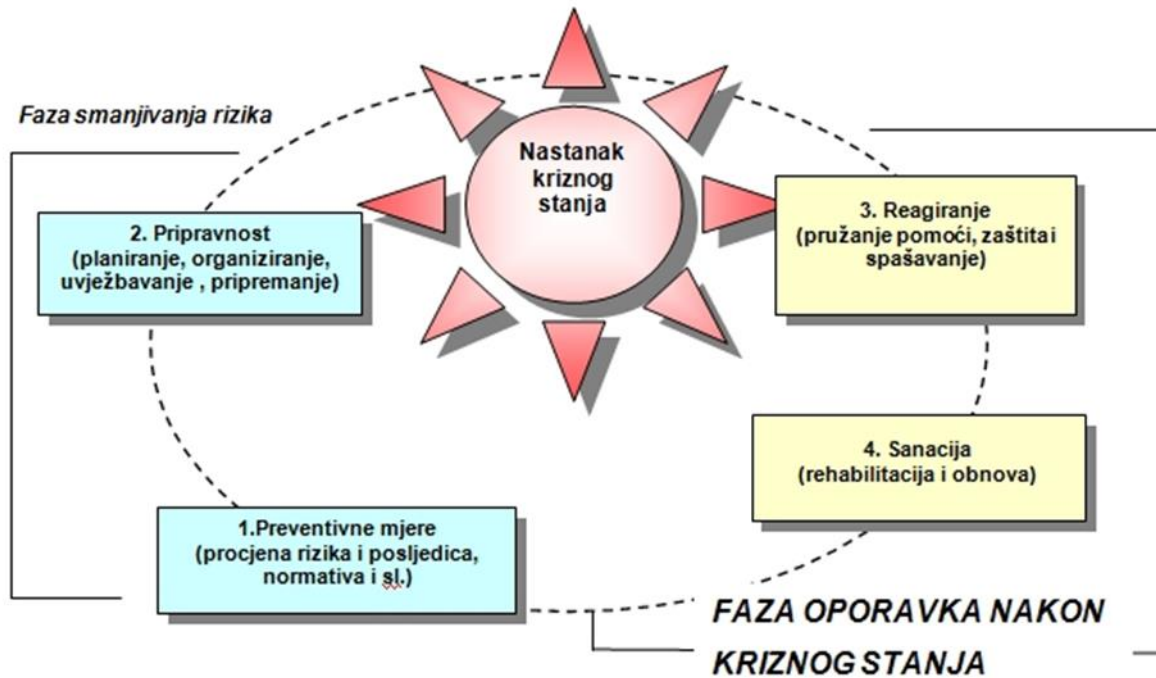 Faza smanjivanja rizika
Nastanak
kriznog
stanja
2. Pripravnost
(planiranje, organiziranje,
uvježbavanje , pripremanje)
3. Reagiranje
(pružanje pomoći, zaštita i
spašavanje)
4. Sanacija
(rehabilitacija i obnova)
1.Preventivne mjere
(procjena rizika i posljedica,
normativa i sl.)
FAZA OPORAVKA NAKON
KRIZNOG STANJA